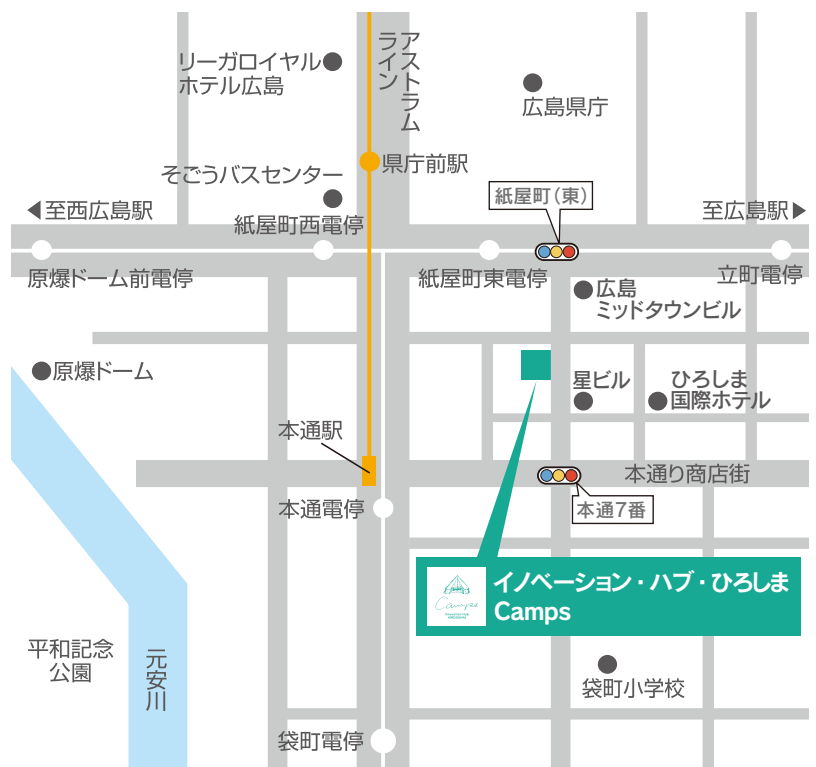 リーガロイヤル
ホテル広島
アストラム
ライン
広島県庁
県庁前駅
そごうバスセンター
紙屋町（東）
◀至西広島駅
紙屋町西電停
至広島駅▶
原爆ドーム前電停
紙屋町東電停
立町電停
広島
ミッドタウンビル
原爆ドーム
星ビル
ひろしま
国際ホテル
本通駅
本通り商店街
本通電停
本通7番
イノベーション・ハブ・ひろしま
Camps
Camps
平和記念
公園
元安川
袋町小学校
袋町電停